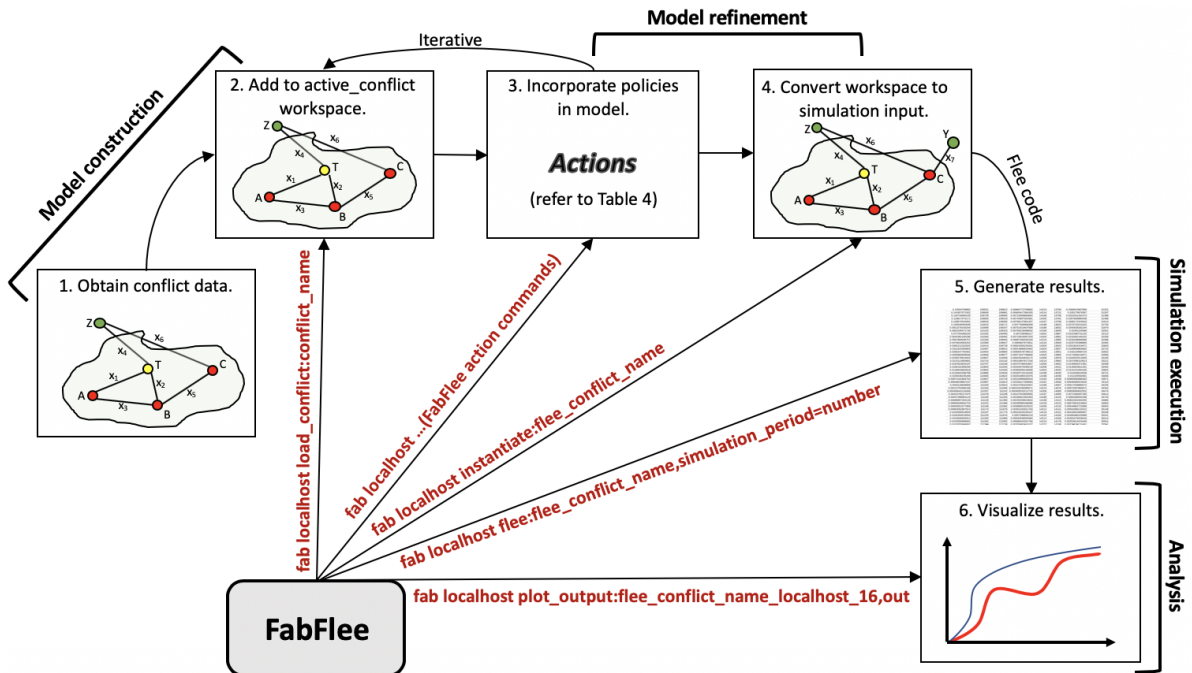 Model refinement
Iterative
Model construction
2. Add to active_conflict
workspace.
Z
x6
x4
T
C
x1
x2
A
x5
x3
B
3. Incorporate policies
in model.
Actions
(refer to Table 4)
4. Convert workspace to
simulation input.
Z
x6
Y
x4
x7
T
C
x1
x2
A
x5
x3
B
Flee code
1. Obtain conflict data.
Z
x6
x4
T
C
x1
x2
A
x5
x3
B
5. Generate results.
Simulation execution
6. Visualize results.
Analysis
fab localhost load_conflict:conflict_name
fab localhost ...(FabFlee action commands)
fab localhost instantiate:flee_conflict_name
fab localhost flee:flee_conflict_name,simulation_period=number
fab localhost plot_output:flee_conflict_name_localhost_16,out
FabFlee